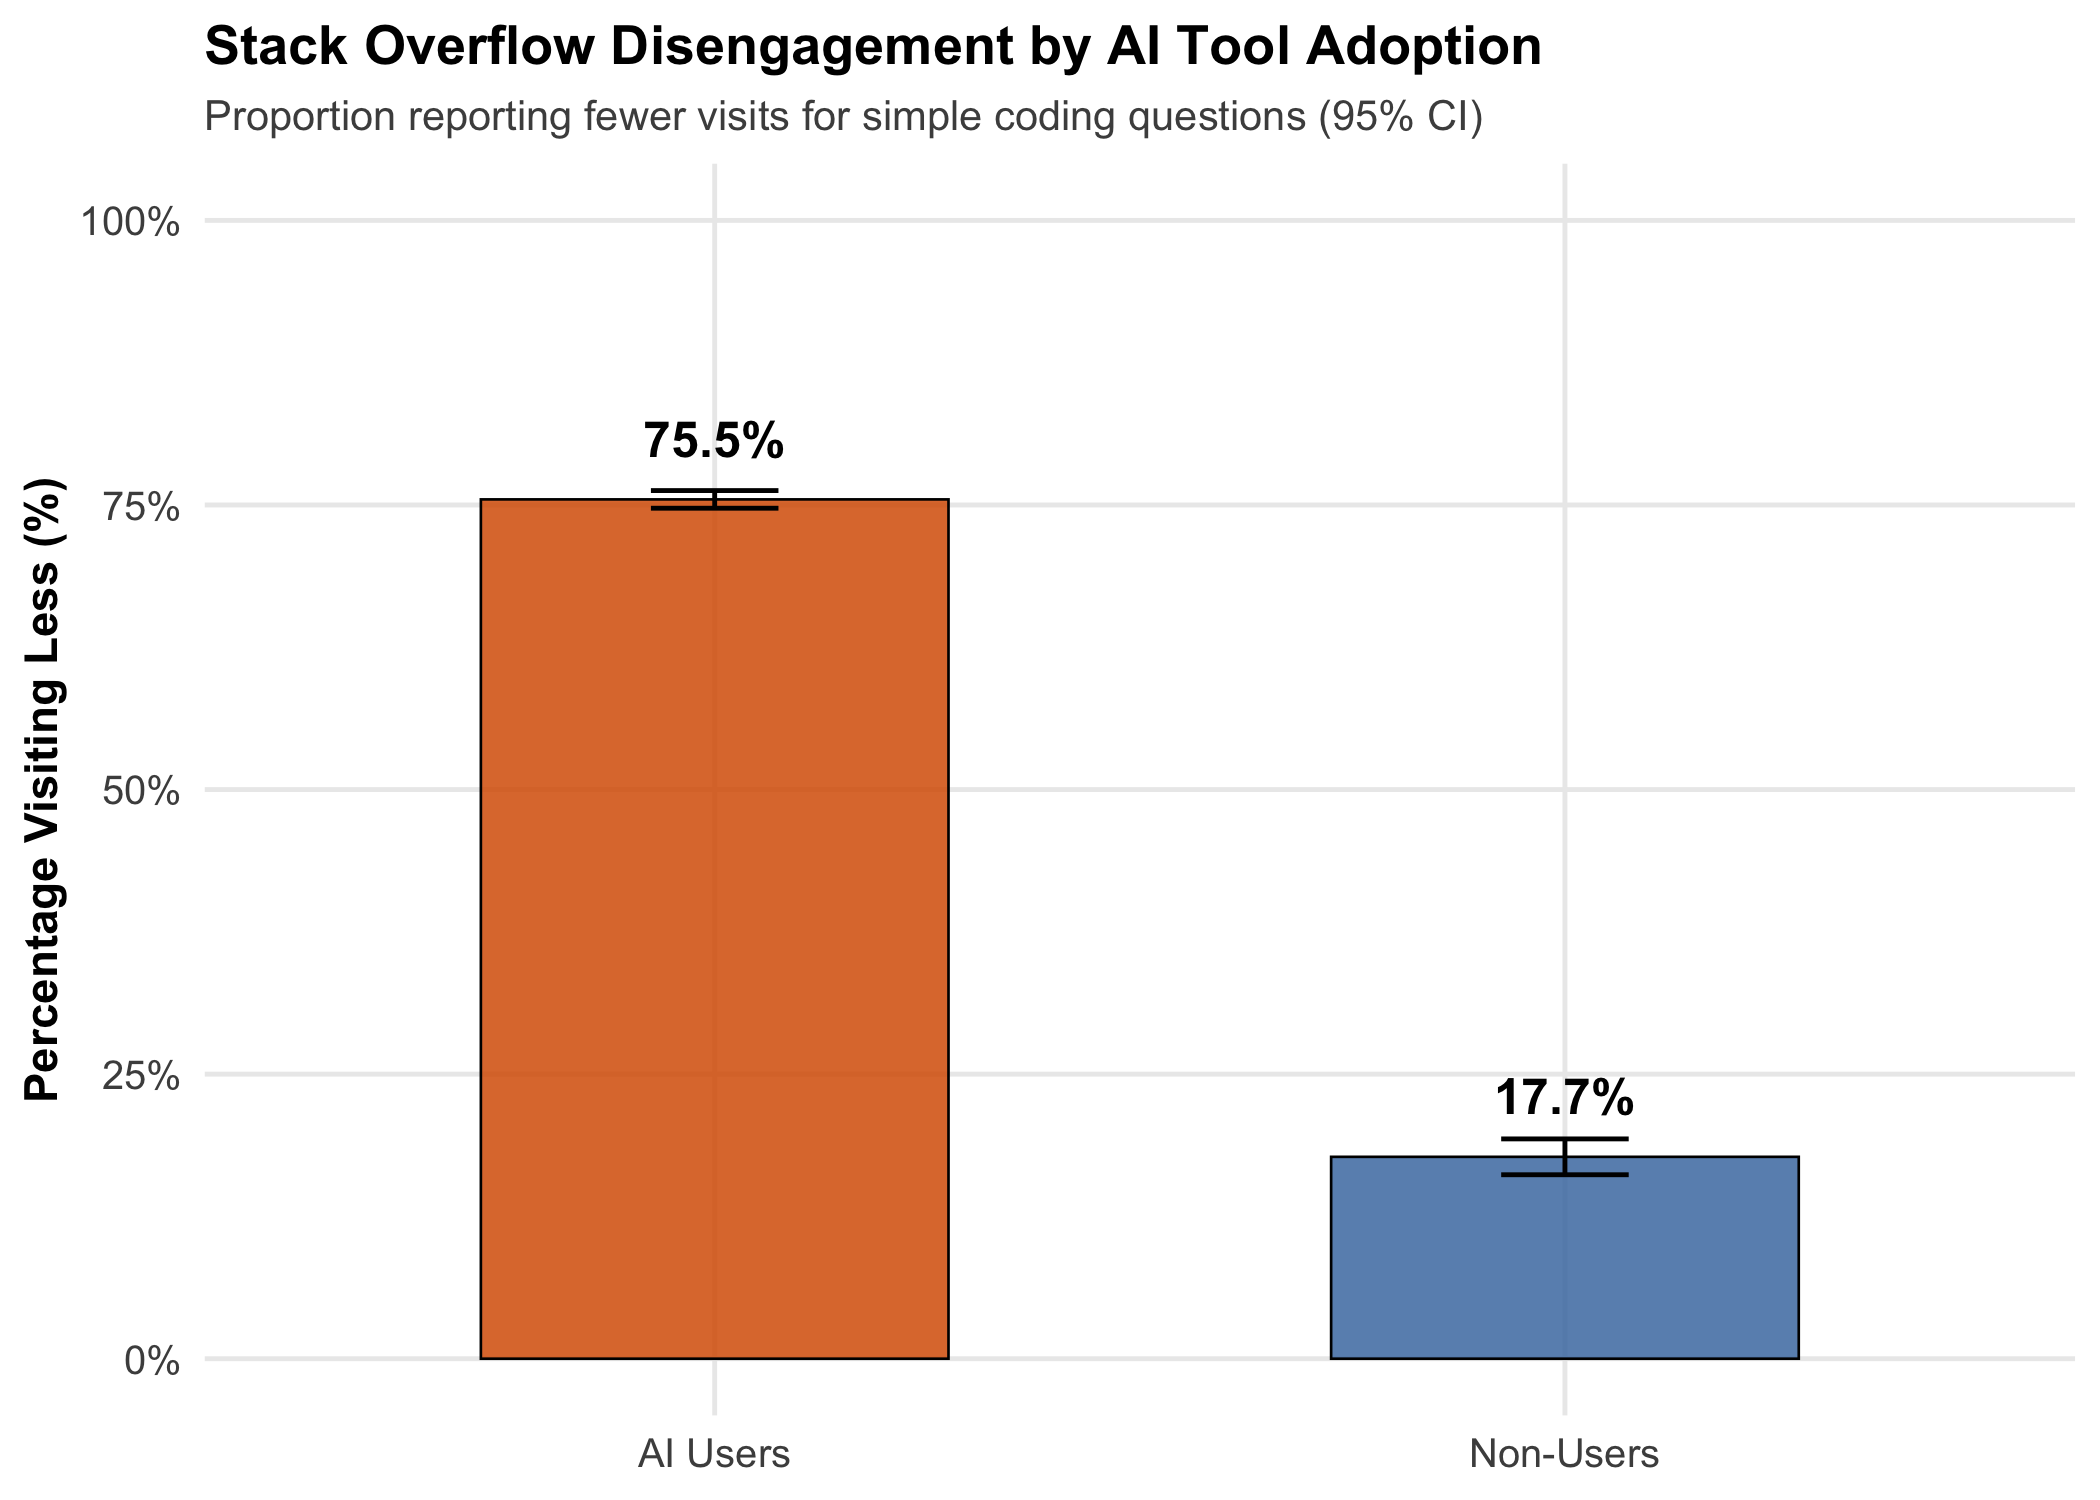 Stack Overflow Disengagement by AI Tool Adoption
Proportion reporting fewer visits for simple coding questions (95% CI)
Percentage Visiting Less (%)
100%
75%
50%
25%
0%
75.5%
17.7%
AI Users
Non-Users